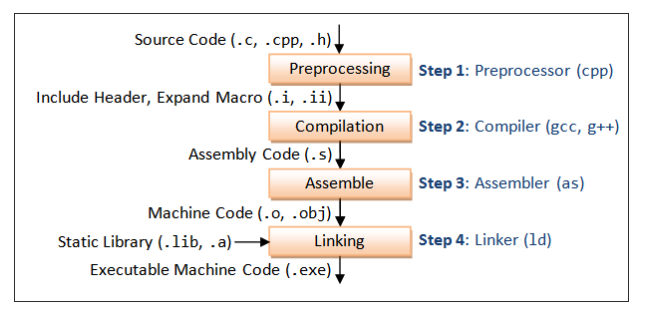 Source Code (.c, .cpp, .h)
Preprocessing
Step 1: Preprocessor (cpp)
Include Header, Expand Macro (.i, .ii)
Compilation
Step 2: Compiler (gcc, g++)
Assembly Code (.s)
Assemble
Step 3: Assembler (as)
Machine Code (.o, .obj)
Static Library (.lib, .a)
Linking
Step 4: Linker (ld)
Executable Machine Code (.exe)